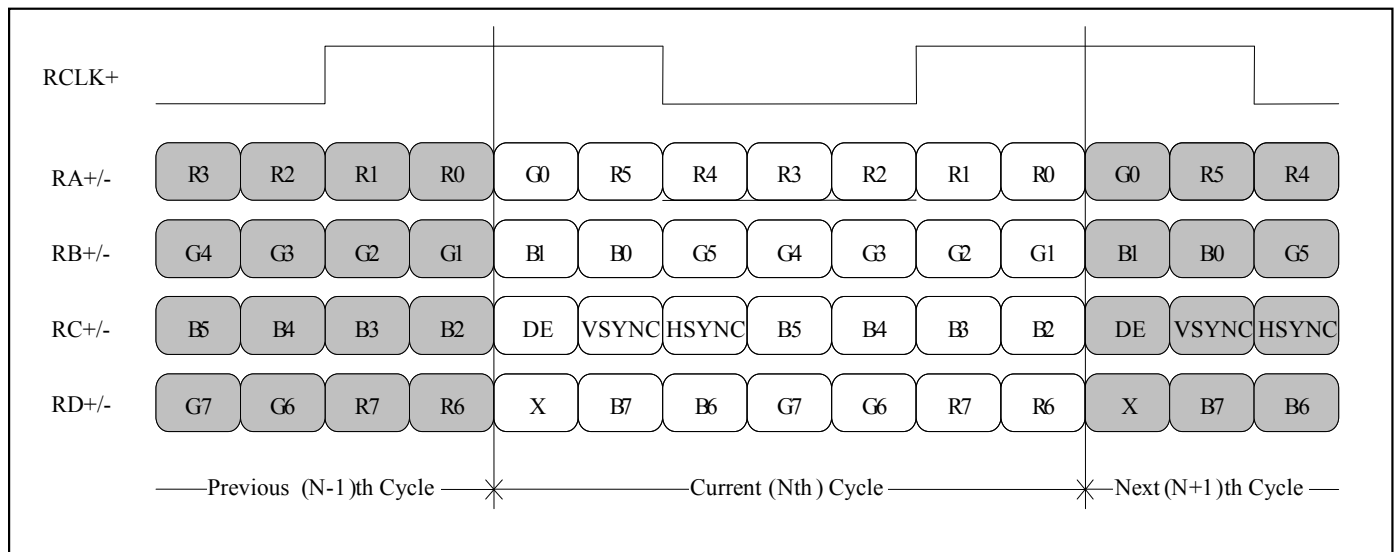 RCLK+
RA+/- R3 R2 R1 R0 G0 R5 R4 R3 R2 R1 R0 G0 R5 R4
RB+/- G4 G3 G2 G1 B1 B0 G5 G4 G3 G2 G1 B1 B0 G5
RC+/- B5 B4 B3 B2 DE VSYNC HSYNC B5 B4 B3 B2 DE VSYNC HSYNC
RD+/- G7 G6 R7 R6 X B7 B6 G7 G6 R7 R6 X B7 B6
Previous (N-1)th Cycle Current (Nth) Cycle Next (N+1)th Cycle